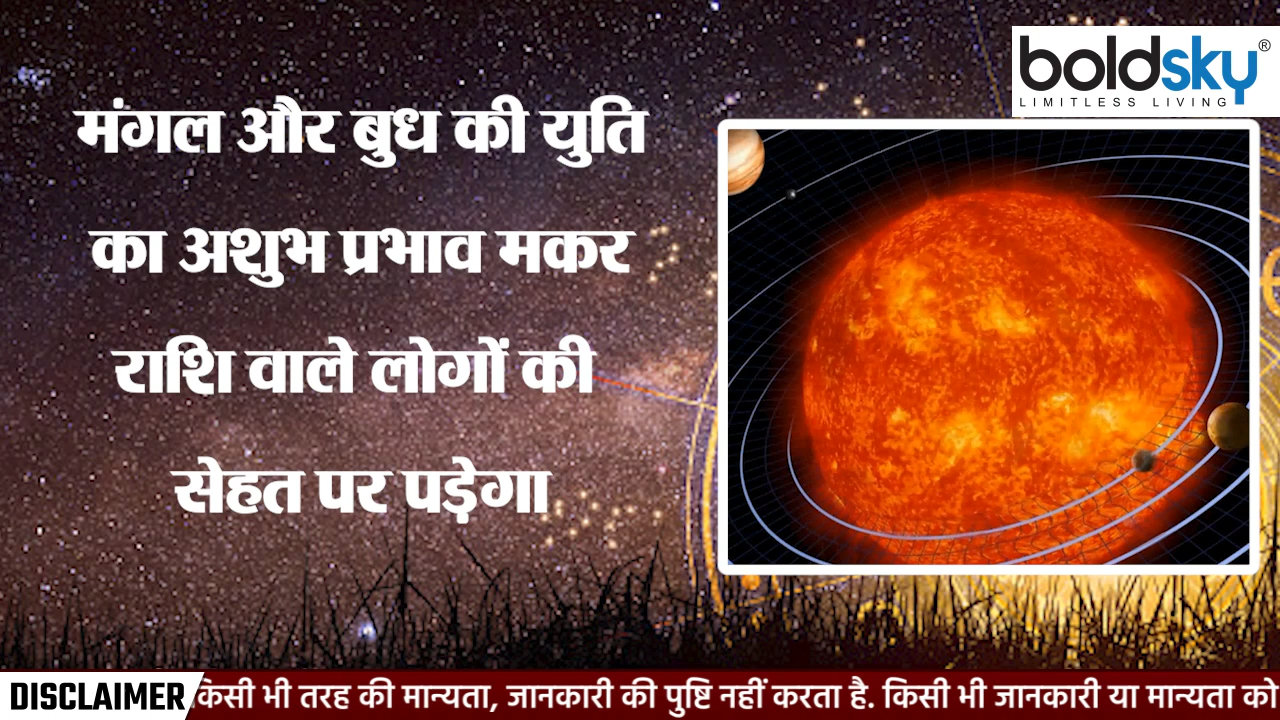 boldsky®
LIMITLESS LIVING
मंगल और बुध की युति
का अशुभ प्रभाव मकर
राशि वाले लोगों की
सेहत पर पड़ेगा
DISCLAIMER
किसी भी तरह की मान्यता, जानकारी की पुष्टि नहीं करता है. किसी भी जानकारी या मान्यता को